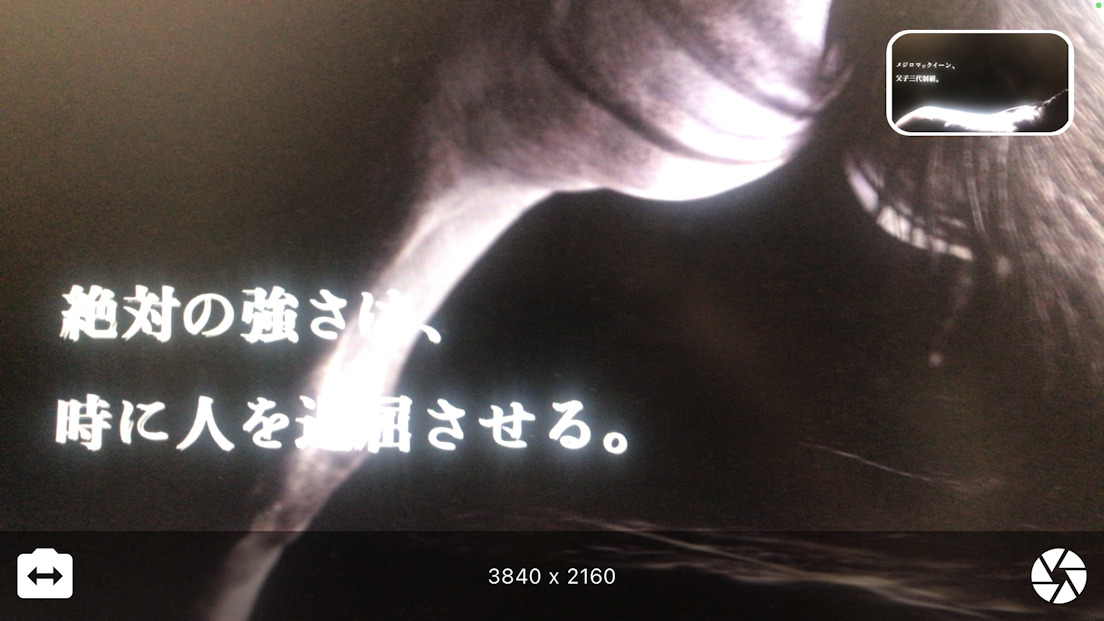 絶対の強さは、
時に人を退屈させる。
メジロマックイーン、
父子三代制覇。
3840 x 2160